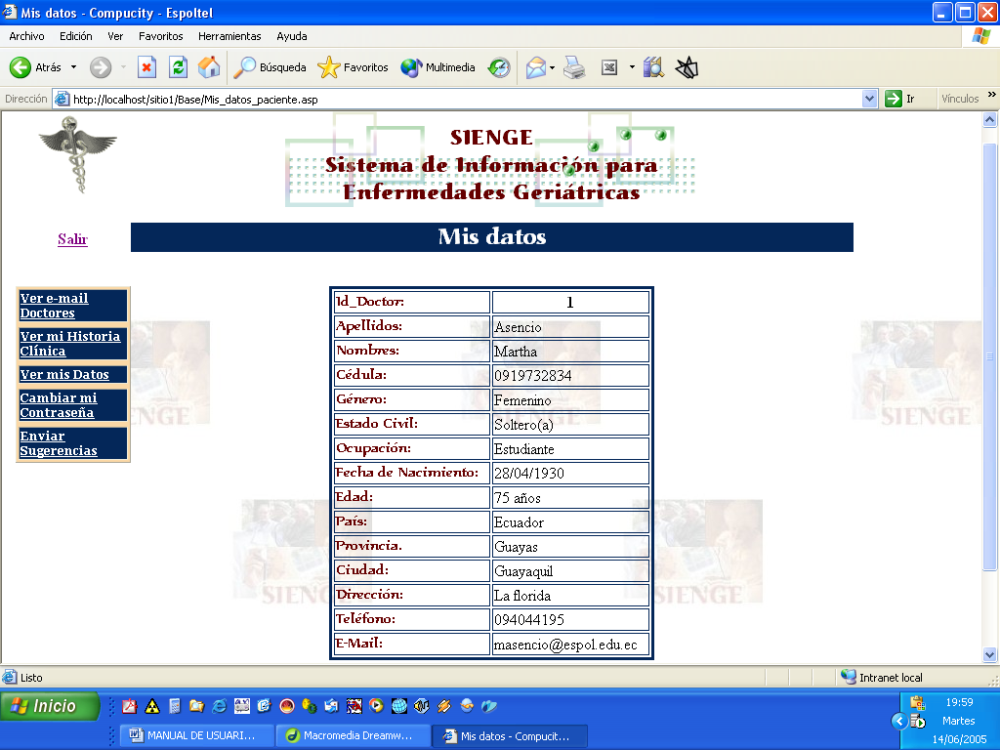 Mis datos - Compucity - Espoltel
Archivo Edición Ver Favoritos Herramientas Ayuda
Atrás Búsqueda Favoritos Multimedia
Dirección http://localhost/sitio1/Base/Mis_datos_paciente.asp Ir Vínculos »
SIENGE
Sistema de Información para
Enfermedades Geriátricas
Salir
Mis datos
Ver e-mail
Doctores
Ver mi Historia
Clínica
Ver mis Datos
Cambiar mi
Contraseña
Enviar
Sugerencias
Id_Doctor: 1
Apellidos: Asencio
Nombres: Martha
Cédula: 0919732834
Género: Femenino
Estado Civil: Soltero(a)
Ocupación: Estudiante
Fecha de Nacimiento: 28/04/1930
Edad: 75 años
País: Ecuador
Provincia. Guayas
Ciudad: Guayaquil
Dirección: La florida
Teléfono: 094044195
E-Mail: masencio@espol.edu.ec
SIENGE
SIENGE
SIENGE
SIENGE
Listo Intranet local
Inicio
MANUAL DE USUARI... Macromedia Dreamw... Mis datos - Compucit...
19:59
Martes
14/06/2005